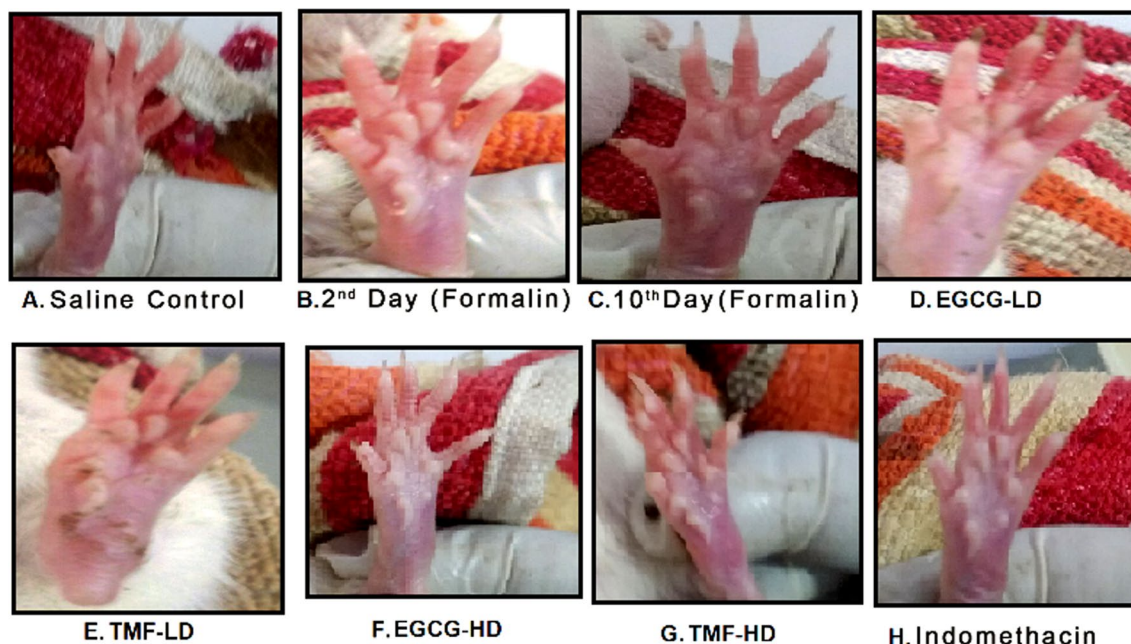 A. Saline Control
B.2nd Day (Formalin)
C.10th Day (Formalin)
D. EGCG-LD
E. TMF-LD
F. EGCG-HD
G. TMF-HD
H. Indomethacin